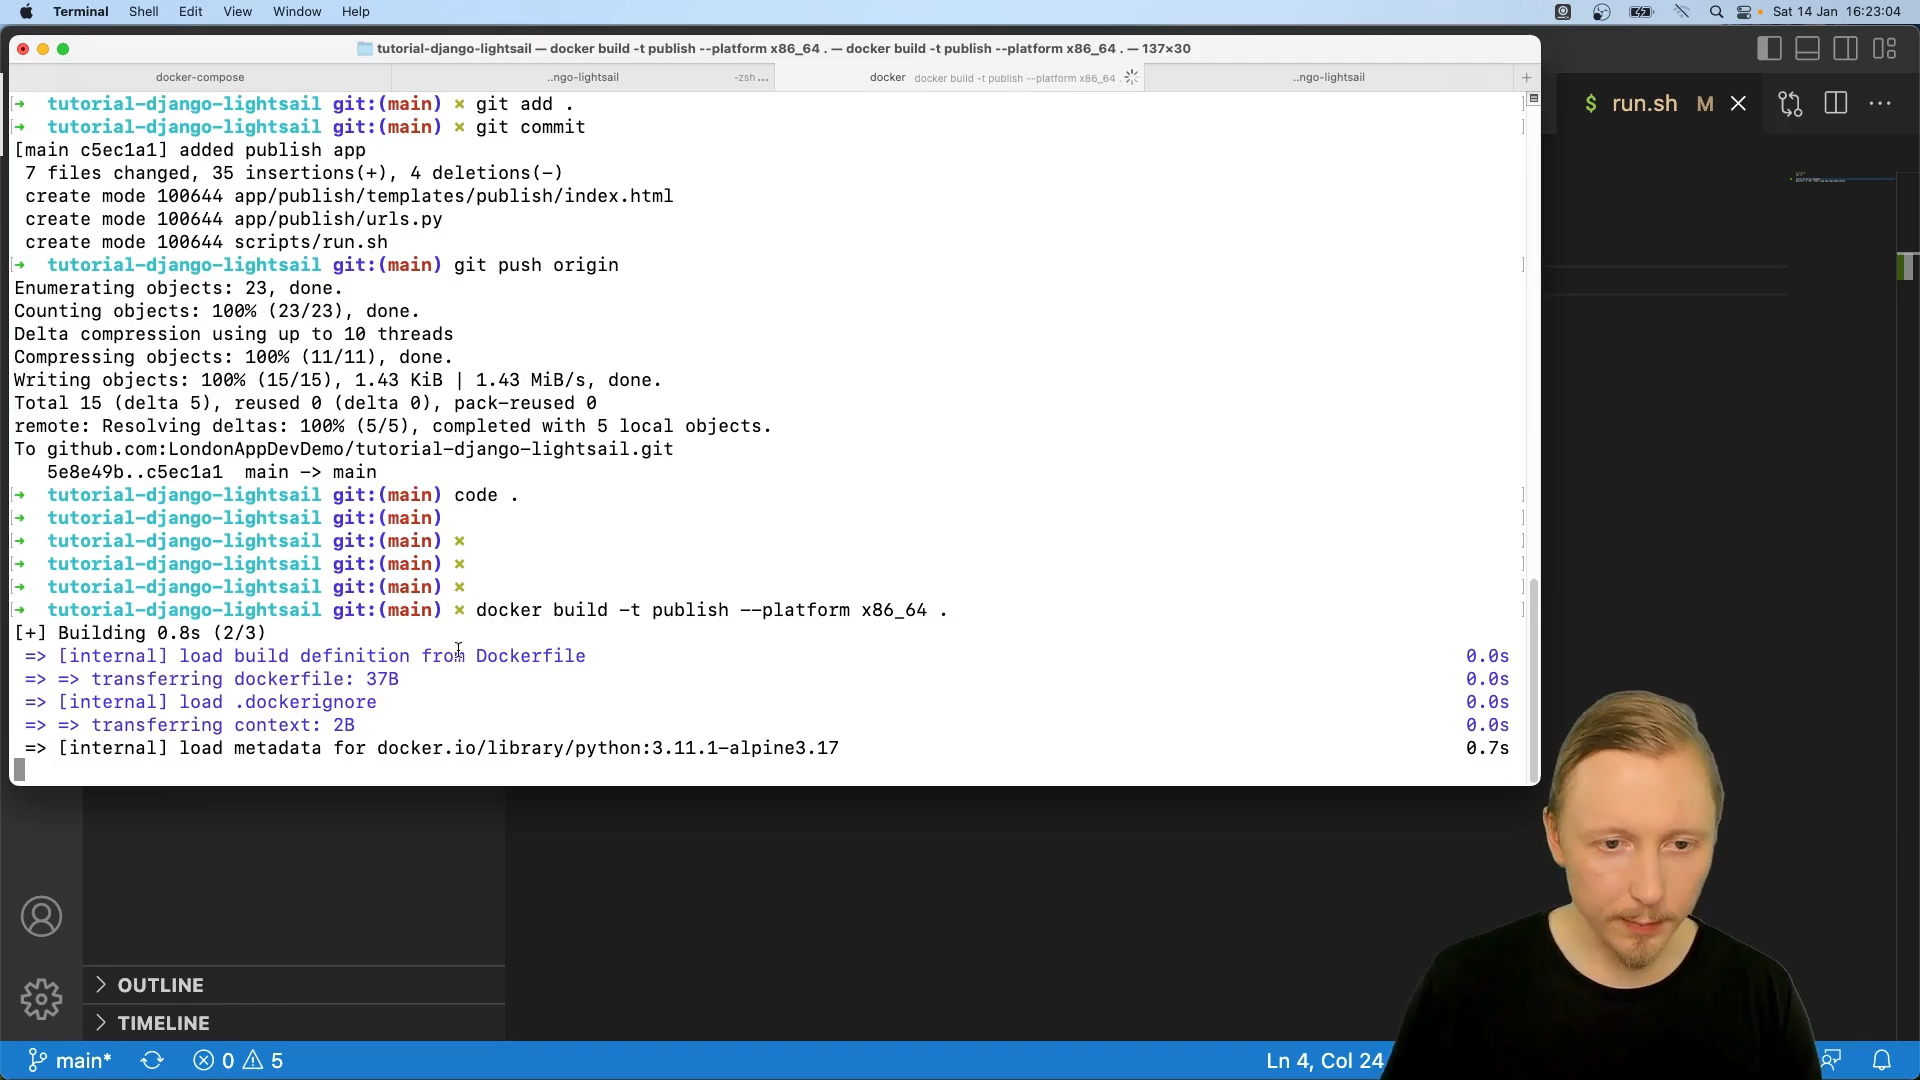 Terminal Shell Edit View Window Help Sat 14 Jan 16:23:04
tutorial-django-lightsail — docker build -t publish --platform x86_64 . — docker build -t publish --platform x86_64 . — 137×30
docker-compose ..ngo-lightsail -zsh ... docker docker build -t publish --platform x86_64 . ..ngo-lightsail +
$ run.sh M
→ tutorial-django-lightsail git:(main) × git add .
→ tutorial-django-lightsail git:(main) × git commit
[main c5ec1a1] added publish app
7 files changed, 35 insertions(+), 4 deletions(-)
create mode 100644 app/publish/templates/publish/index.html
create mode 100644 app/publish/urls.py
create mode 100644 scripts/run.sh
→ tutorial-django-lightsail git:(main) git push origin
Enumerating objects: 23, done.
Counting objects: 100% (23/23), done.
Delta compression using up to 10 threads
Compressing objects: 100% (11/11), done.
Writing objects: 100% (15/15), 1.43 KiB | 1.43 MiB/s, done.
Total 15 (delta 5), reused 0 (delta 0), pack-reused 0
remote: Resolving deltas: 100% (5/5), completed with 5 local objects.
To github.com:LondonAppDevDemo/tutorial-django-lightsail.git
5e8e49b..c5ec1a1 main -> main
→ tutorial-django-lightsail git:(main) code .
→ tutorial-django-lightsail git:(main)
→ tutorial-django-lightsail git:(main) ×
→ tutorial-django-lightsail git:(main) ×
→ tutorial-django-lightsail git:(main) ×
→ tutorial-django-lightsail git:(main) × docker build -t publish --platform x86_64 .
[+] Building 0.8s (2/3)
=> [internal] load build definition from Dockerfile 0.0s
=> => transferring dockerfile: 37B 0.0s
=> [internal] load .dockerignore 0.0s
=> => transferring context: 2B 0.0s
=> [internal] load metadata for docker.io/library/python:3.11.1-alpine3.17 0.7s
OUTLINE
TIMELINE
main* 0 5 Ln 4, Col 24